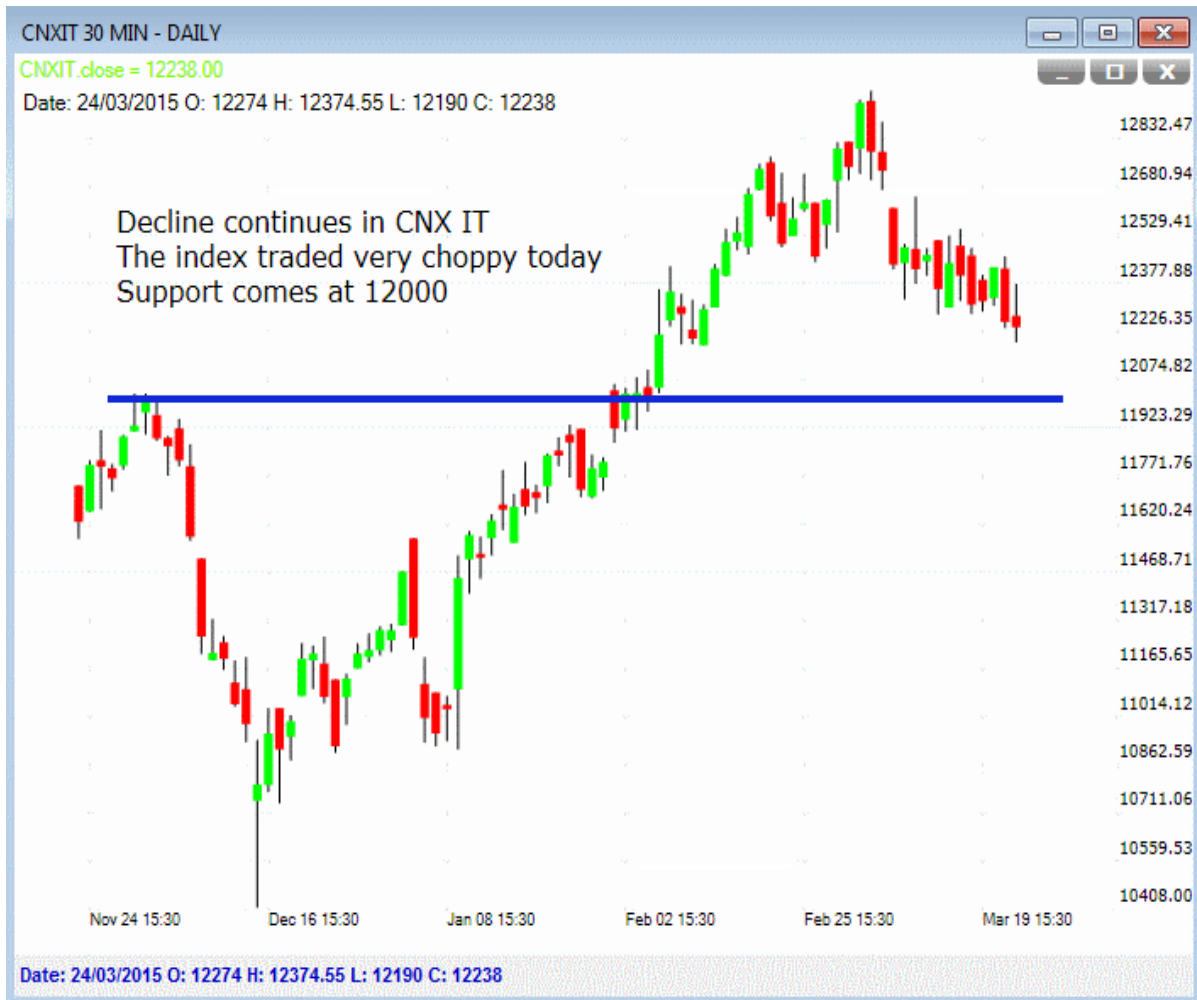 CNXIT 30 MIN - DAILY
CNXIT.close = 12238.00
Date: 24/03/2015 O: 12274 H: 12374.55 L: 12190 C: 12238
Decline continues in CNX IT
The index traded very choppy today
Support comes at 12000
12832.47
12680.94
12529.41
12377.88
12226.35
12074.82
11923.29
11771.76
11620.24
11468.71
11317.18
11165.65
11014.12
10862.59
10711.06
10559.53
10408.00
Nov 24 15:30 Dec 16 15:30 Jan 08 15:30 Feb 02 15:30 Feb 25 15:30 Mar 19 15:30
Date: 24/03/2015 O: 12274 H: 12374.55 L: 12190 C: 12238